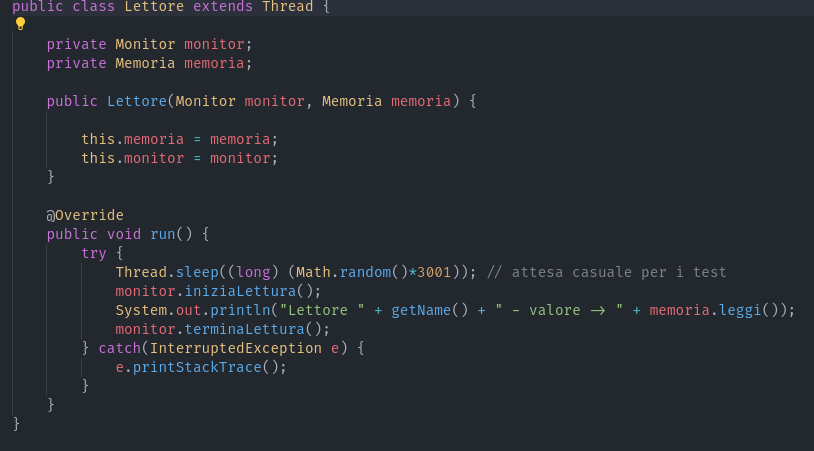 public class Lettore extends Thread {
private Monitor monitor;
private Memoria memoria;
public Lettore(Monitor monitor, Memoria memoria) {
this.memoria = memoria;
this.monitor = monitor;
}
@Override
public void run() {
try {
Thread.sleep((long) (Math.random()*3001)); // attesa casuale per i test
monitor.iniziaLettura();
System.out.println("Lettore " + getName() + " - valore -> " + memoria.leggi());
monitor.terminaLettura();
} catch(InterruptedException e) {
e.printStackTrace();
}
}
}